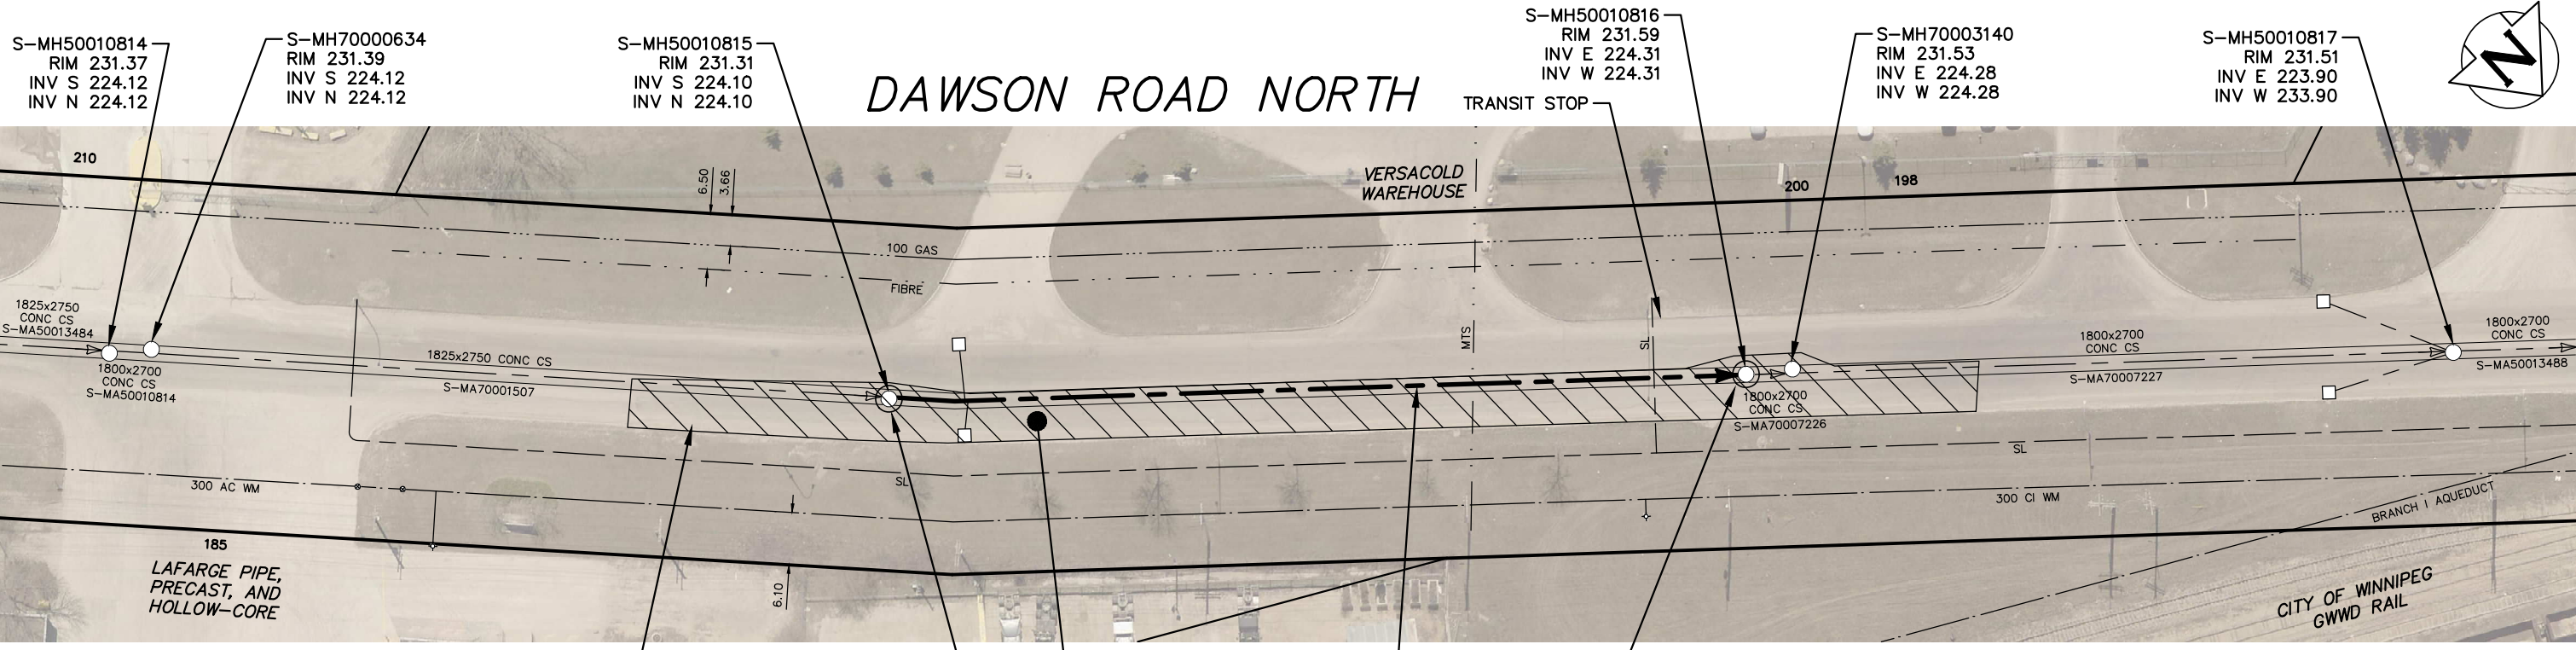 S-MH50010814
RIM 231.37
INV S 224.12
INV N 224.12
S-MH70000634
RIM 231.39
INV S 224.12
INV N 224.12
S-MH50010815
RIM 231.31
INV S 224.10
INV N 224.10
DAWSON ROAD NORTH
S-MH50010816
RIM 231.59
INV E 224.31
INV W 224.31
TRANSIT STOP
S-MH70003140
RIM 231.53
INV E 224.28
INV W 224.28
S-MH50010817
RIM 231.51
INV E 223.90
INV W 233.90
N
210
6.50
3.66
VERSACOLD
WAREHOUSE
200
198
100 GAS
FIBRE
1825x2750
CONC CS
S-MA50013484
1800x2700
CONC CS
S-MA50010814
1825x2750 CONC CS
S-MA70001507
MTS
SL
1800x2700
CONC CS
S-MA70007226
1800x2700
CONC CS
S-MA70007227
1800x2700
CONC CS
S-MA50013488
SL
SL
300 AC WM
300 CI WM
BRANCH I AQUEDUCT
185
LAFARGE PIPE,
PRECAST, AND
HOLLOW-CORE
6.10
CITY OF WINNIPEG
GWWD RAIL